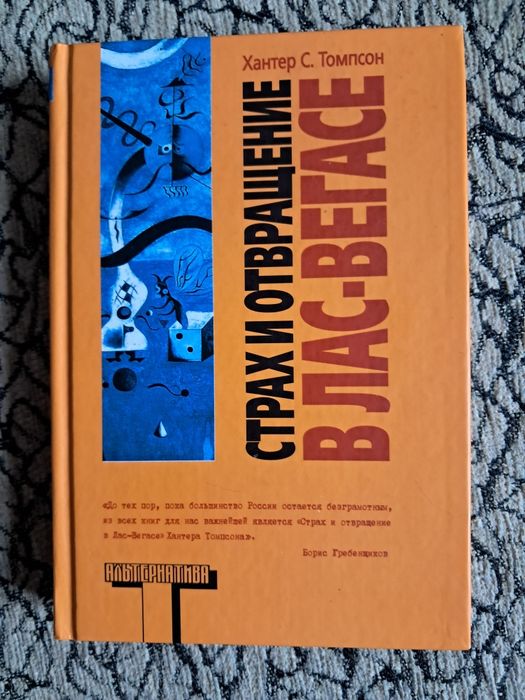 Хантер С. Томпсон
СТРАХ И ОТВРАЩЕНИЕ
В ЛАС-ВЕГАСЕ
«До тех пор, пока большинство России остается безграмотным,
из всех книг для нас важнейшей является «Страх и отвращение
в Лас-Вегасе» Хантера Томпсона».
Борис Гребенщиков
АЛЬТЕРНАТИВА